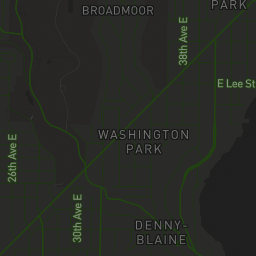 BROADMOOR
PARK
38th Ave E
E Lee St
WASHINGTON
PARK
26th Ave E
30th Ave E
DENNY-
BLAINE